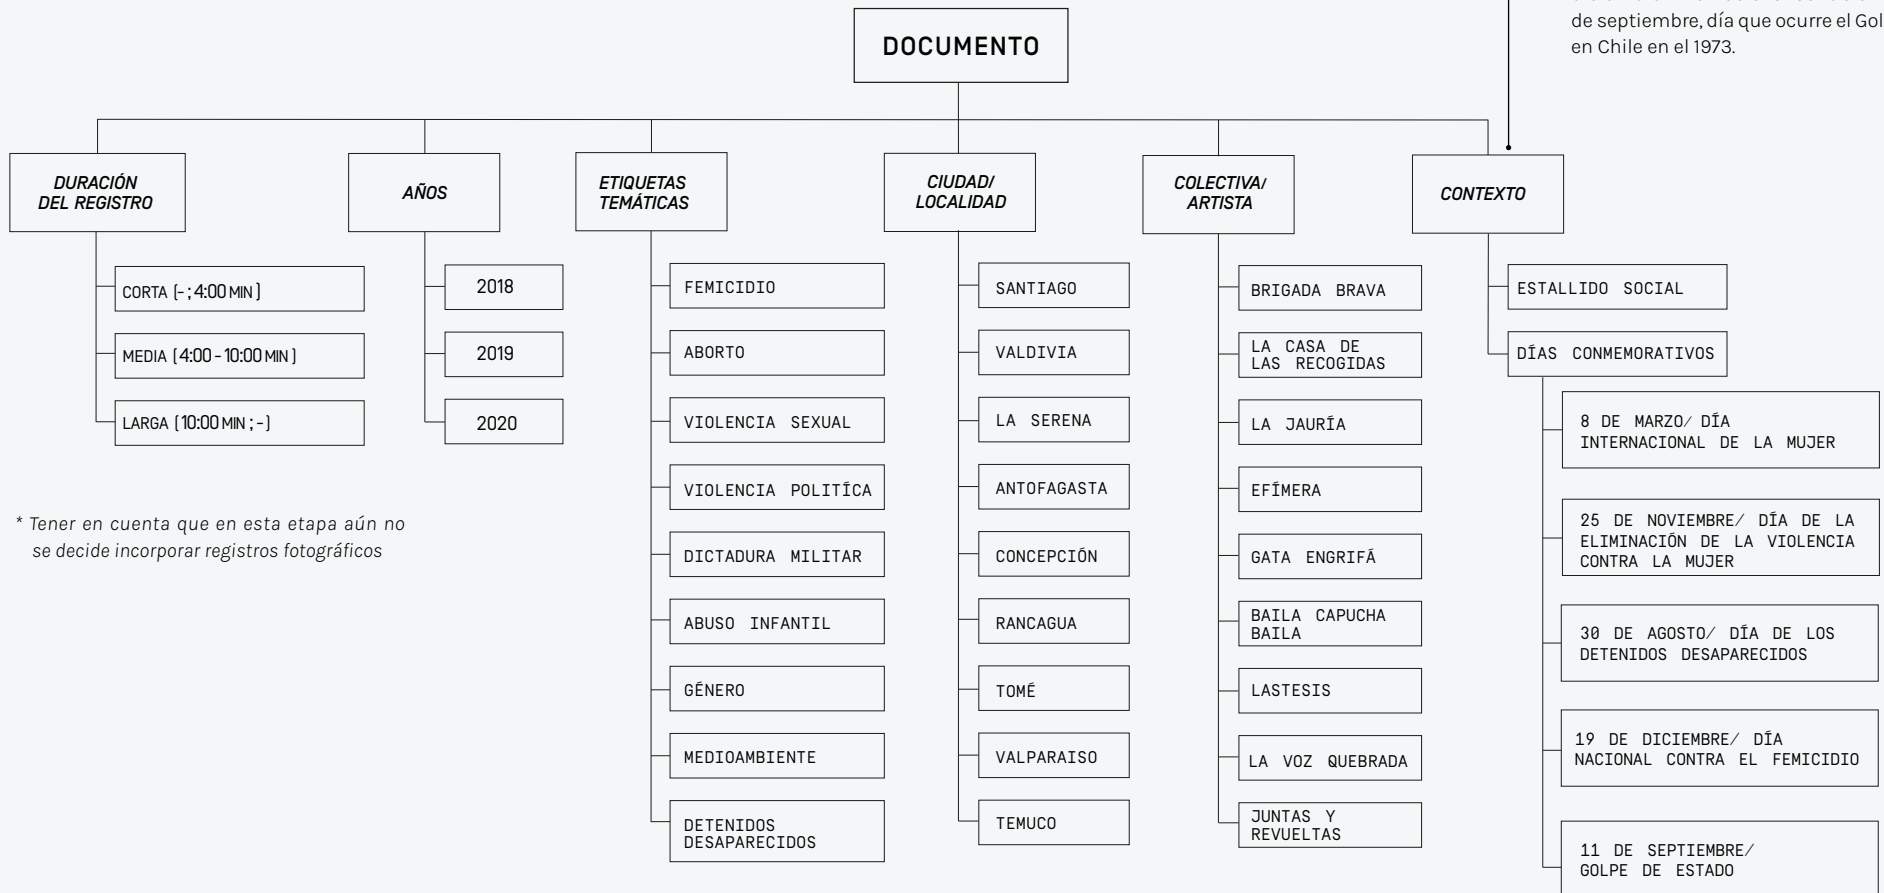 de septiembre, día que ocurre el Gol
en Chile en el 1973.
DOCUMENTO
DURACIÓN
DEL REGISTRO
CORTA (- ; 4:00 MIN )
MEDIA (4:00 - 10:00 MIN )
LARGA (10:00 MIN ; -)
* Tener en cuenta que en esta etapa aún no
se decide incorporar registros fotográficos
AÑOS
2018
2019
2020
ETIQUETAS
TEMÁTICAS
FEMICIDIO
ABORTO
VIOLENCIA SEXUAL
VIOLENCIA POLITÍCA
DICTADURA MILITAR
ABUSO INFANTIL
GÉNERO
MEDIOAMBIENTE
DETENIDOS
DESAPARECIDOS
CIUDAD/
LOCALIDAD
SANTIAGO
VALDIVIA
LA SERENA
ANTOFAGASTA
CONCEPCIÓN
RANCAGUA
TOMÉ
VALPARAISO
TEMUCO
COLECTIVA/
ARTISTA
BRIGADA BRAVA
LA CASA DE
LAS RECOGIDAS
LA JAURÍA
EFÍMERA
GATA ENGRIFÁ
BAILA CAPUCHA
BAILA
LASTESIS
LA VOZ QUEBRADA
JUNTAS Y
REVUELTAS
CONTEXTO
ESTALLIDO SOCIAL
DÍAS CONMEMORATIVOS
8 DE MARZO/ DÍA
INTERNACIONAL DE LA MUJER
25 DE NOVIEMBRE/ DÍA DE LA
ELIMINACIÓN DE LA VIOLENCIA
CONTRA LA MUJER
30 DE AGOSTO/ DÍA DE LOS
DETENIDOS DESAPARECIDOS
19 DE DICIEMBRE/ DÍA
NACIONAL CONTRA EL FEMICIDIO
11 DE SEPTIEMBRE/
GOLPE DE ESTADO